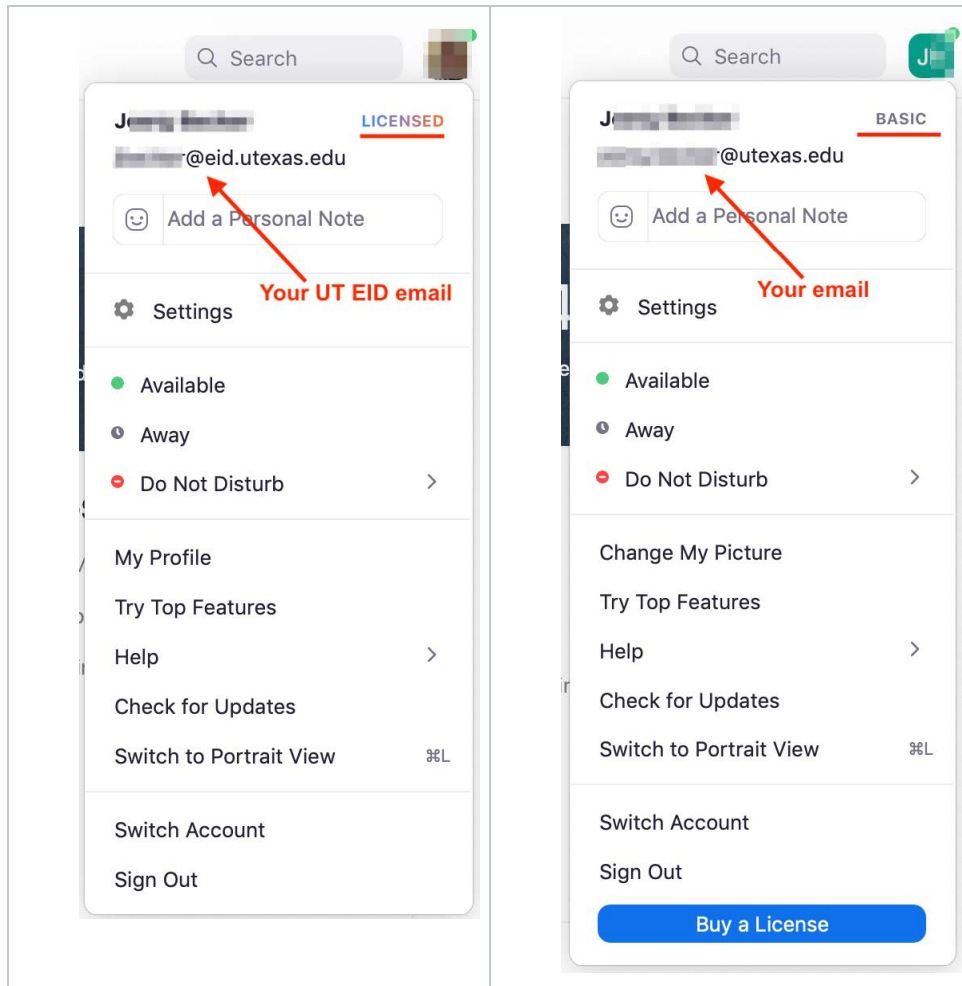 Search
LICENSED
@eid.utexas.edu
Add a Personal Note
Your UT EID email
Settings
Available
Away
Do Not Disturb
My Profile
Try Top Features
Help
Check for Updates
Switch to Portrait View ⌘L
Switch Account
Sign Out
Search
J
BASIC
@utexas.edu
Add a Personal Note
Your email
Settings
Available
Away
Do Not Disturb
Change My Picture
Try Top Features
Help
Check for Updates
Switch to Portrait View ⌘L
Switch Account
Sign Out
Buy a License